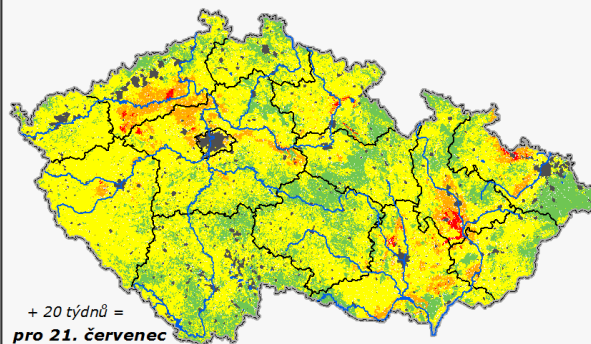 + 20 týdnů =
pro 21. červenec